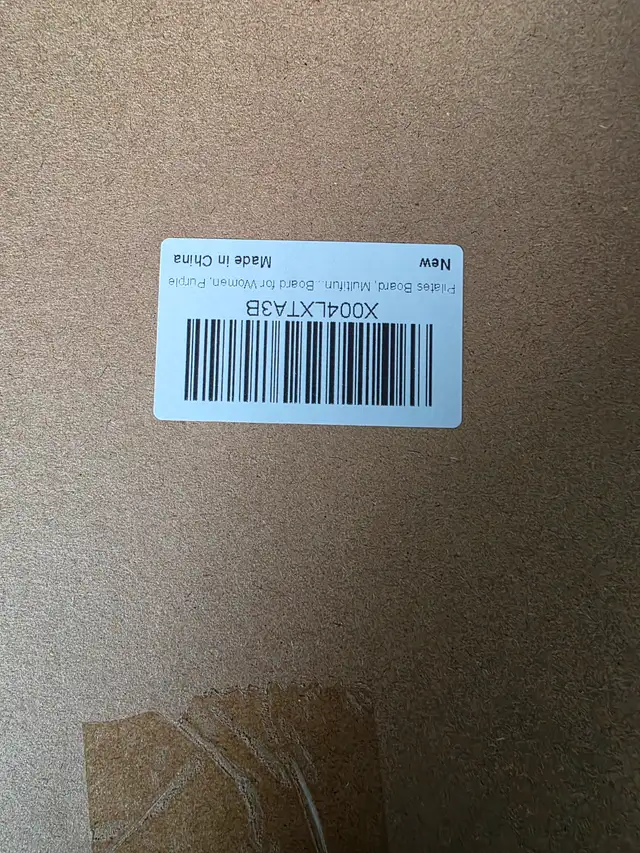 X004LXTA3B
Pilates Board, Multifun...Board for Women, Purple
New Made in China